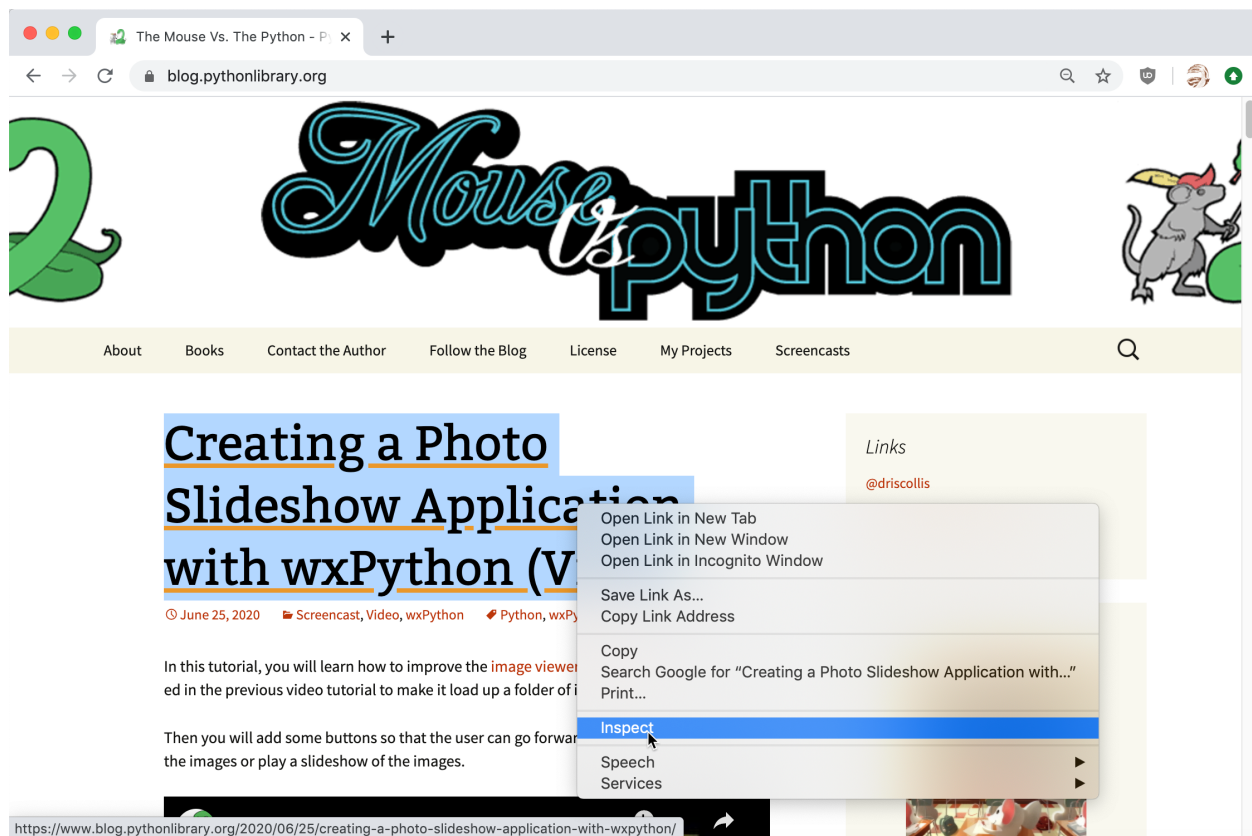 The Mouse Vs. The Python - P
blog.pythonlibrary.org
Mouse
Vs
python
About Books Contact the Author Follow the Blog License My Projects Screencasts
Creating a Photo
Slideshow Application
with wxPython (V
June 25, 2020 Screencast, Video, wxPython Python, wxPy
In this tutorial, you will learn how to improve the image viewer
ed in the previous video tutorial to make it load up a folder of i
Then you will add some buttons so that the user can go forwar
the images or play a slideshow of the images.
Links
@driscollis
Open Link in New Tab
Open Link in New Window
Open Link in Incognito Window
Save Link As...
Copy Link Address
Copy
Search Google for “Creating a Photo Slideshow Application with...”
Print...
Inspect
Speech
Services
https://www.blog.pythonlibrary.org/2020/06/25/creating-a-photo-slideshow-application-with-wxpython/